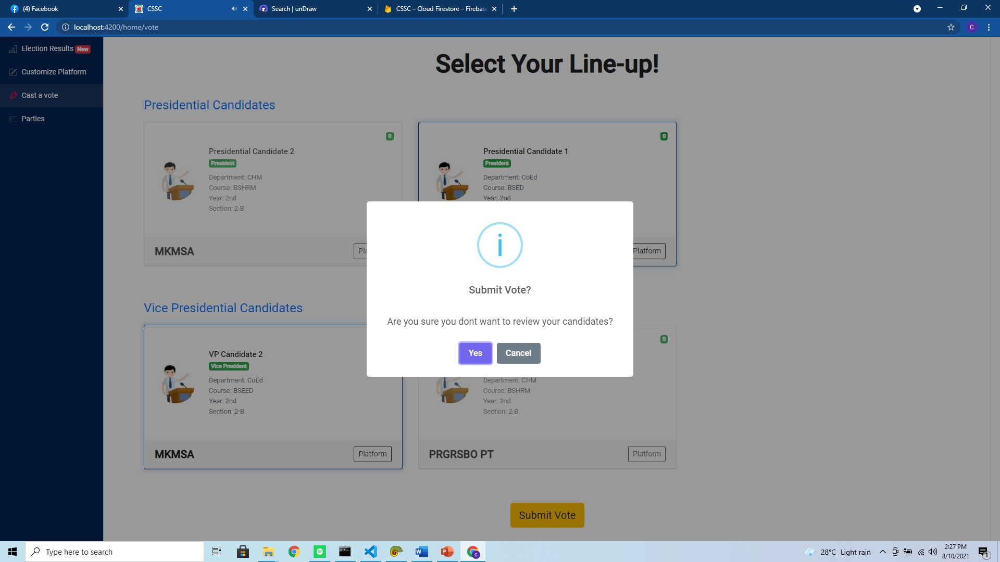 (4) Facebook
CSSC
Search | unDraw
CSSC – Cloud Firestore – Firebase
localhost:4200/home/vote
C
Election Results New
Customize Platform
Cast a vote
Parties
Select Your Line-up!
Presidential Candidates
0
Presidential Candidate 2
President
Department: CHM
Course: BSHRM
Year: 2nd
Section: 2-B
MKMSA
0
Presidential Candidate 1
President
Department: CoEd
Course: BSED
Year: 2nd
Platform
i
Submit Vote?
Are you sure you dont want to review your candidates?
Yes
Cancel
Vice Presidential Candidates
VP Candidate 2
Vice President
Department: CoEd
Course: BSEED
Year: 2nd
Section: 2-B
MKMSA
Platform
0
Department: CHM
Course: BSHRM
Year: 2nd
Section: 2-B
PRGRSBO PT
Platform
Submit Vote
Type here to search
28°C Light rain
2:27 PM
8/10/2021
1